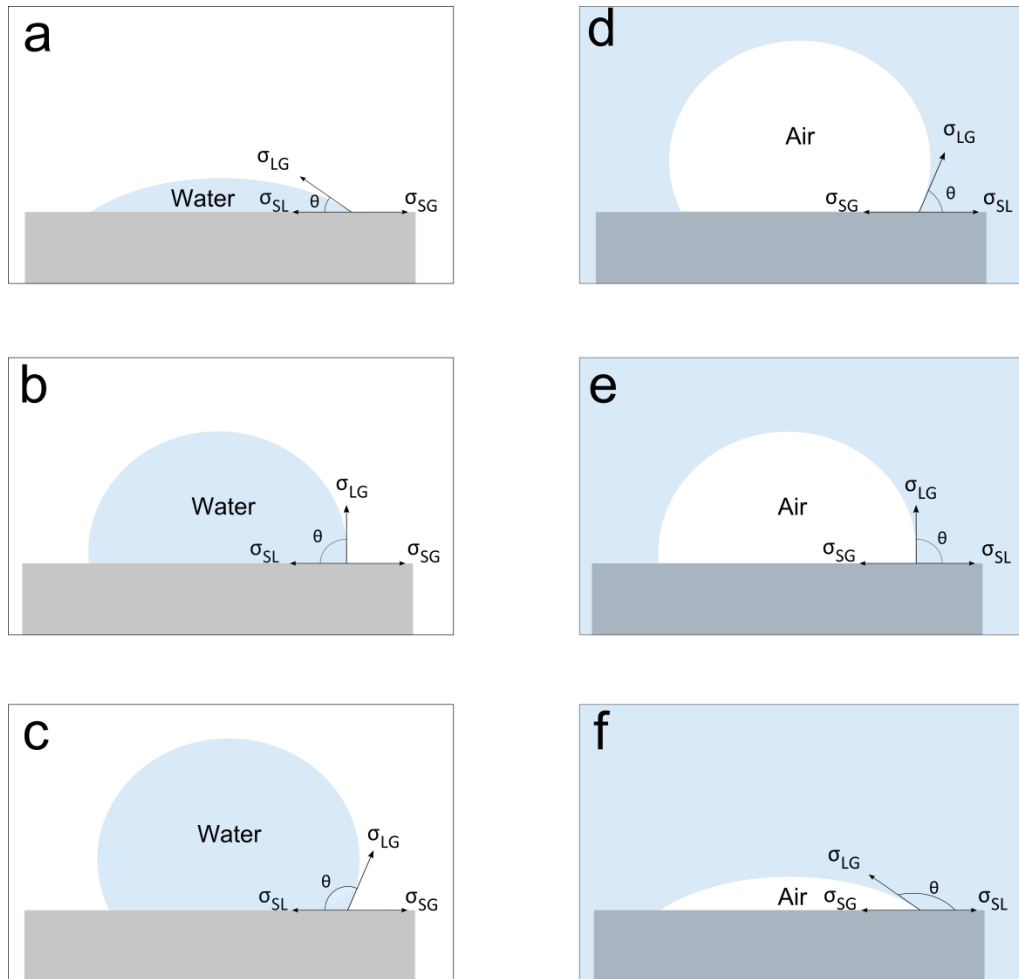 a
σLG
Water
σSL θ σSG
d
Air
σLG
θ
σSG σSL
b
σLG
Water
θ
σSL σSG
e
σLG
Air
θ
σSG σSL
c
Water
σLG
θ
σSL σSG
f
σLG
θ
Air σSG σSL